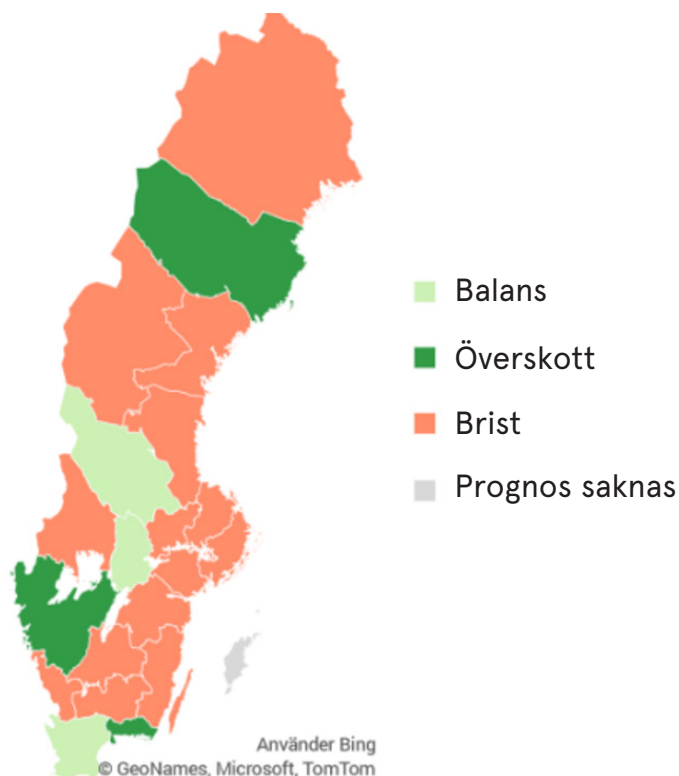 Balans
Överskott
Brist
Prognos saknas
Använder Bing
© GeoNames, Microsoft, TomTom